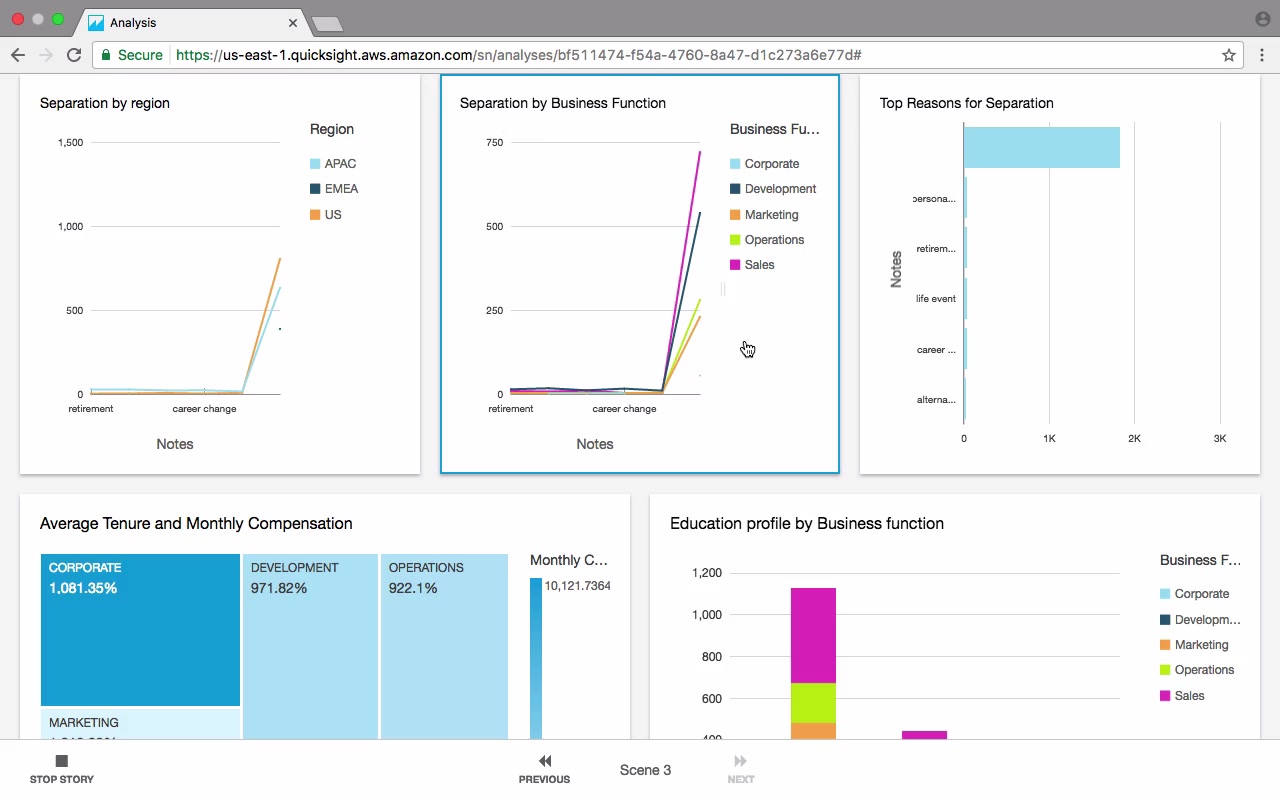 Analysis
Secure
https://us-east-1.quicksight.aws.amazon.com/sn/analyses/bf511474-f54a-4760-8a47-d1c273a6e77d#
Separation by region
1,500
1,000
500
0
retirement
career change
Notes
Region
APAC
EMEA
US
Separation by Business Function
750
500
250
0
retirement
career change
Notes
Business Fu...
Corporate
Development
Marketing
Operations
Sales
Top Reasons for Separation
Notes
persona...
retirem...
life event
career ...
alterna...
0
1K
2K
3K
Average Tenure and Monthly Compensation
CORPORATE
1,081.35%
DEVELOPMENT
971.82%
OPERATIONS
922.1%
MARKETING
Monthly C...
10,121.7364
Education profile by Business function
1,200
1,000
800
600
400
Business F...
Corporate
Developm...
Marketing
Operations
Sales
STOP STORY
PREVIOUS
Scene 3
NEXT